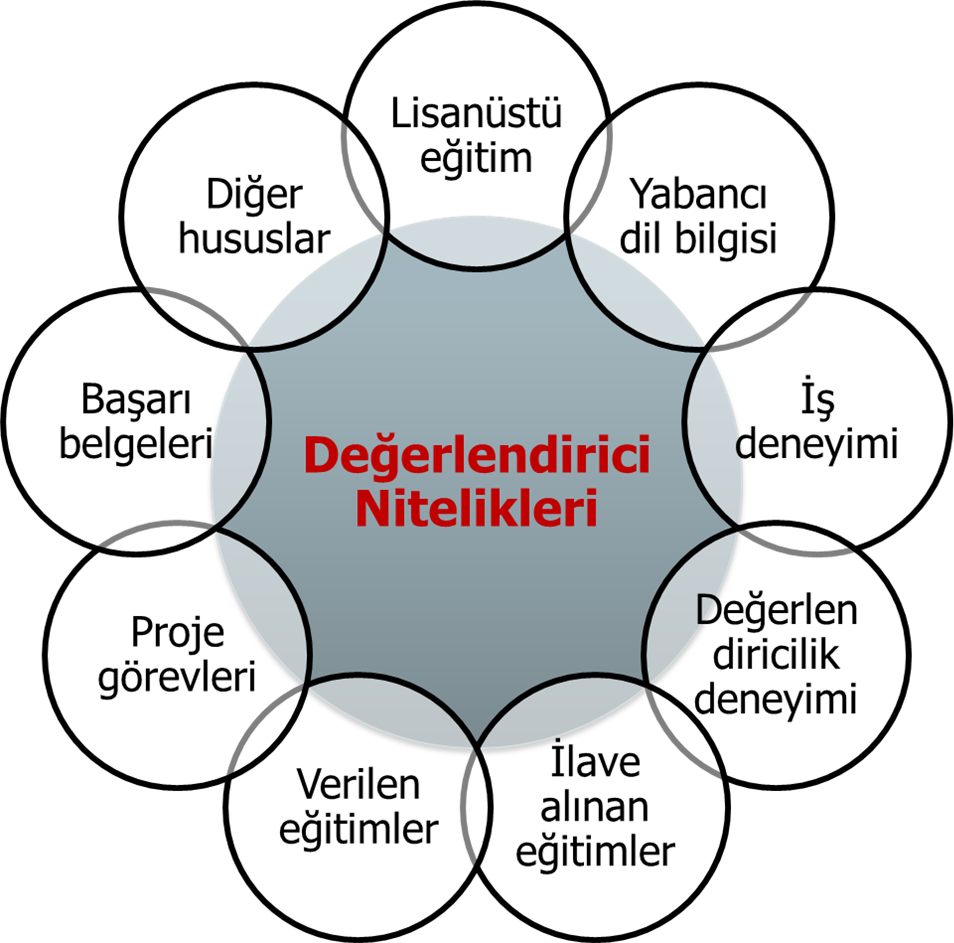 Lisanüstü
eğitim
Yabancı
dil bilgisi
İş
deneyimi
Değerlen
diricilik
deneyimi
İlave
alınan
eğitimler
Verilen
eğitimler
Proje
görevleri
Başarı
belgeleri
Diğer
hususlar
Değerlendirici
Nitelikleri